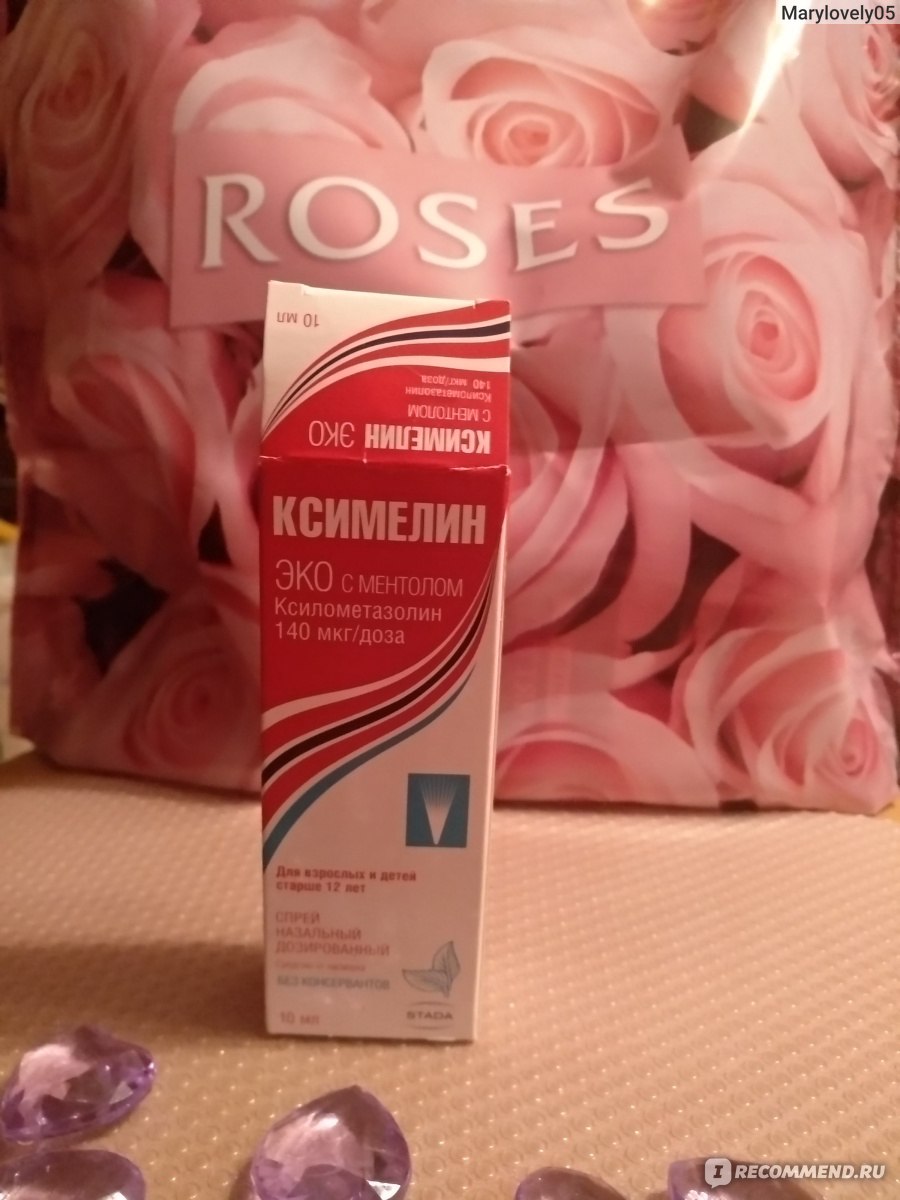 Marylovely05
ROSES
10 мл
140 мкг/доза
Ксилометазолин
С МЕНТОЛОМ
КСИМЕЛИН ЭКО
КСИМЕЛИН
ЭКО С МЕНТОЛОМ
Ксилометазолин
140 мкг/доза
Для взрослых и детей
старше 12 лет
СПРЕЙ
НАЗАЛЬНЫЙ
ДОЗИРОВАННЫЙ
БЕЗ КОНСЕРВАНТОВ
10 мл
STADA
IRECOMMEND.RU